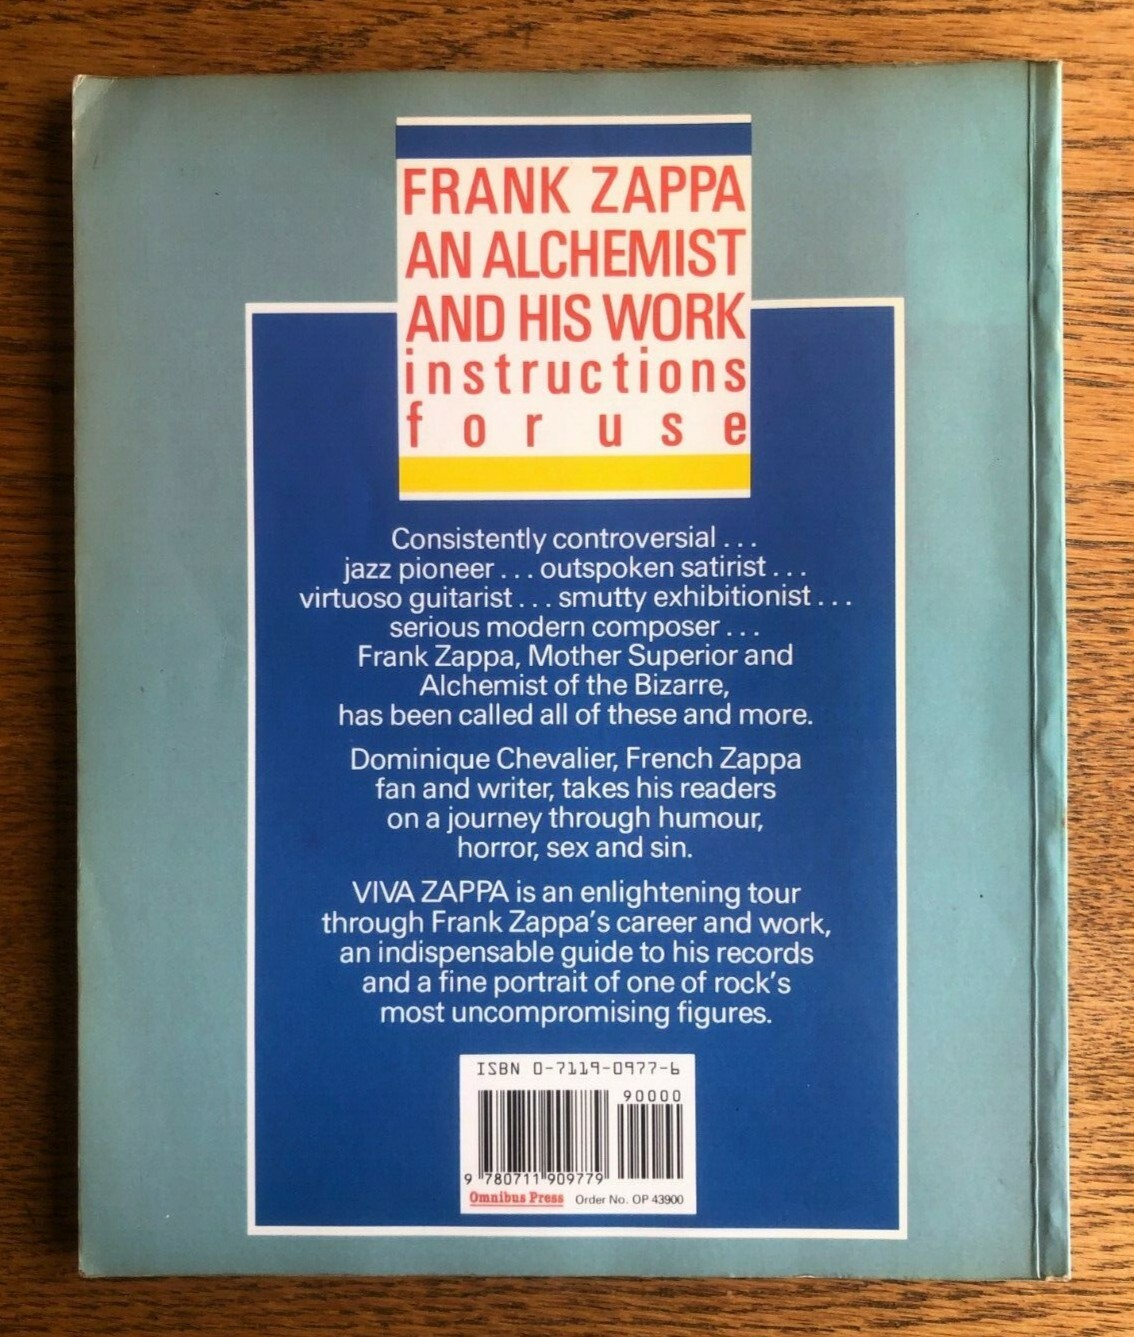 FRANK ZAPPA
AN ALCHEMIST
AND HIS WORK
instructions
for use
Consistently controversial . . .
jazz pioneer . . . outspoken satirist . . .
virtuoso guitarist . . . smutty exhibitionist . . .
serious modern composer . . .
Frank Zappa, Mother Superior and
Alchemist of the Bizarre,
has been called all of these and more.
Dominique Chevalier, French Zappa
fan and writer, takes his readers
on a journey through humour,
horror, sex and sin.
VIVA ZAPPA is an enlightening tour
through Frank Zappa's career and work,
an indispensable guide to his records
and a fine portrait of one of rock's
most uncompromising figures.
ISBN 0-7119-0977-6
90000
9 780711 909779
Omnibus Press Order No. OP 43900